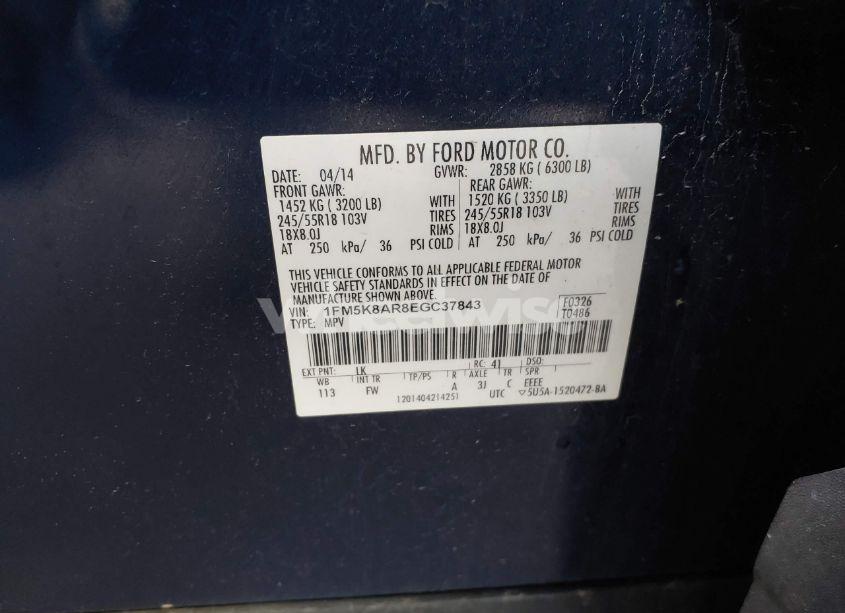 MFD. BY FORD MOTOR CO.
DATE: 04/14 GVWR: 2858 KG ( 6300 LB)
FRONT GAWR: REAR GAWR:
1452 KG ( 3200 LB) WITH 1520 KG ( 3350 LB) WITH
245/55R18 103V TIRES 245/55R18 103V TIRES
18X8.0J RIMS 18X8.0J RIMS
AT 250 kPa/ 36 PSI COLD AT 250 kPa/ 36 PSI COLD
THIS VEHICLE CONFORMS TO ALL APPLICABLE FEDERAL MOTOR
VEHICLE SAFETY STANDARDS IN EFFECT ON THE DATE OF
MANUFACTURE SHOWN ABOVE.
VIN: 1FM5K8AR8EGC37843 F0326
TYPE: MPV T0486
EXT PNT: LK RC: 41 DSO:
WB INT TR TP/PS R AXLE TR SPR
113 FW A 3J C EEEE
120140421425 UTC 5U5A-1520472-BA